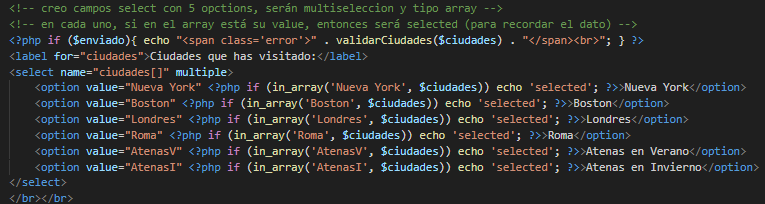 <!-- creo campos select con 5 options, serán multiseleccion y tipo array -->
<!-- en cada uno, si en el array está su value, entonces será selected (para recordar el dato) -->
<?php if ($enviado){ echo "<span class='error'>" . validarCiudades($ciudades) . "</span><br>"; } ?>
<label for="ciudades">Ciudades que has visitado:</label>
<select name="ciudades[]" multiple>
    <option value="Nueva York" <?php if (in_array('Nueva York', $ciudades)) echo 'selected'; ?>>Nueva York</option>
    <option value="Boston" <?php if (in_array('Boston', $ciudades)) echo 'selected'; ?>>Boston</option>
    <option value="Londres" <?php if (in_array('Londres', $ciudades)) echo 'selected'; ?>>Londres</option>
    <option value="Roma" <?php if (in_array('Roma', $ciudades)) echo 'selected'; ?>>Roma</option>
    <option value="AtenasV" <?php if (in_array('AtenasV', $ciudades)) echo 'selected'; ?>>Atenas en Verano</option>
    <option value="AtenasI" <?php if (in_array('AtenasI', $ciudades)) echo 'selected'; ?>>Atenas en Invierno</option>
</select>
</br></br>